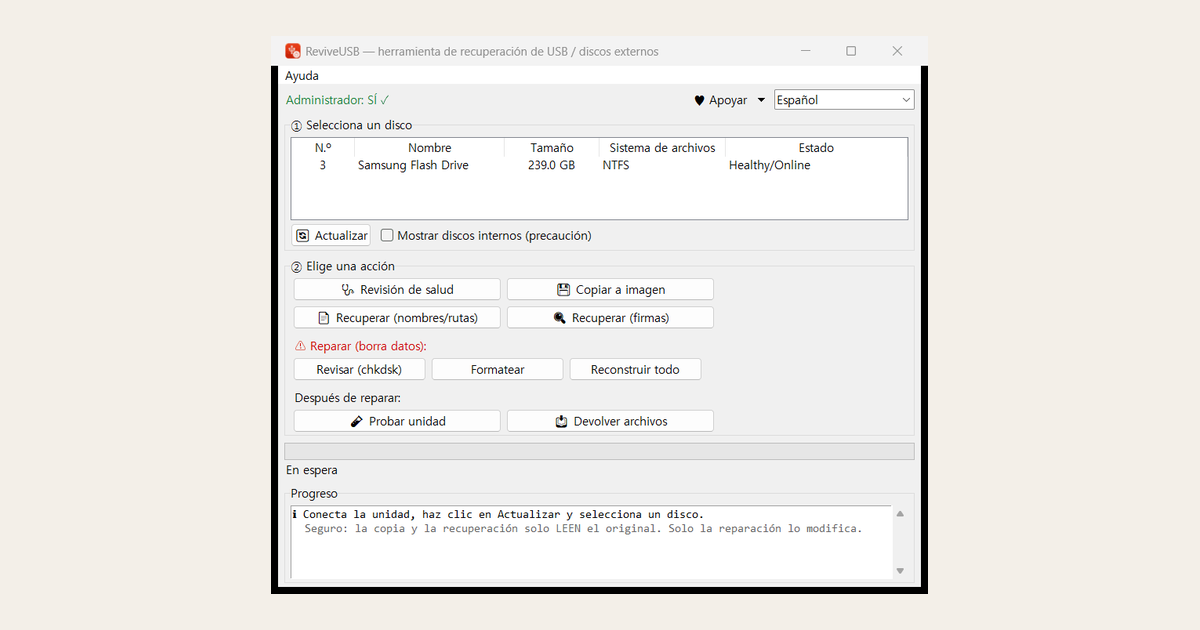 ReviveUSB — herramienta de recuperación de USB / discos externos
Ayuda
Administrador: SÍ ✓
♥ Apoyar
Español
① Selecciona un disco
N.º Nombre Tamaño Sistema de archivos Estado
3 Samsung Flash Drive 239.0 GB NTFS Healthy/Online
Actualizar
Mostrar discos internos (precaución)
② Elige una acción
Revisión de salud
Copiar a imagen
Recuperar (nombres/rutas)
Recuperar (firmas)
⚠ Reparar (borra datos):
Revisar (chkdsk)
Formatear
Reconstruir todo
Después de reparar:
Probar unidad
Devolver archivos
En espera
Progreso
ℹ Conecta la unidad, haz clic en Actualizar y selecciona un disco.
Seguro: la copia y la recuperación solo LEEN el original. Solo la reparación lo modifica.